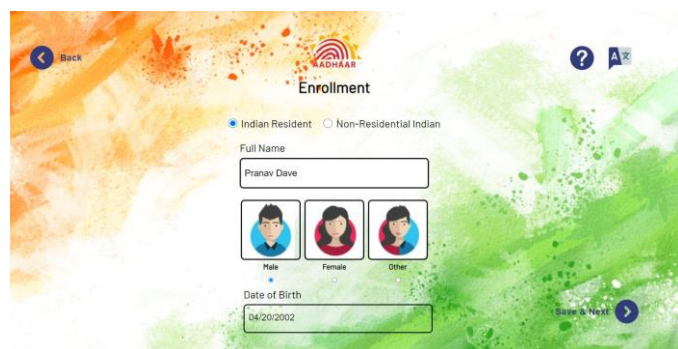 Back
AADHAAR
A
Enrollment
Indian Resident Non-Residential Indian
Full Name
Pranav Dave
Male Female Other
Date of Birth
04/20/2002
Save & Next